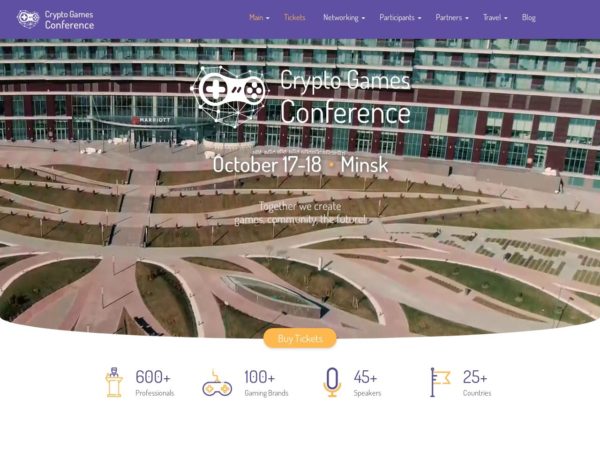 Crypto Games
Conference
Main
Tickets
Networking
Participants
Partners
Travel
Blog
MARRIOTT
Crypto Games
Conference
October 17-18 • Minsk
Together we create
games, community, the future!
Buy Tickets
600+
Professionals
100+
Gaming Brands
45+
Speakers
25+
Countries